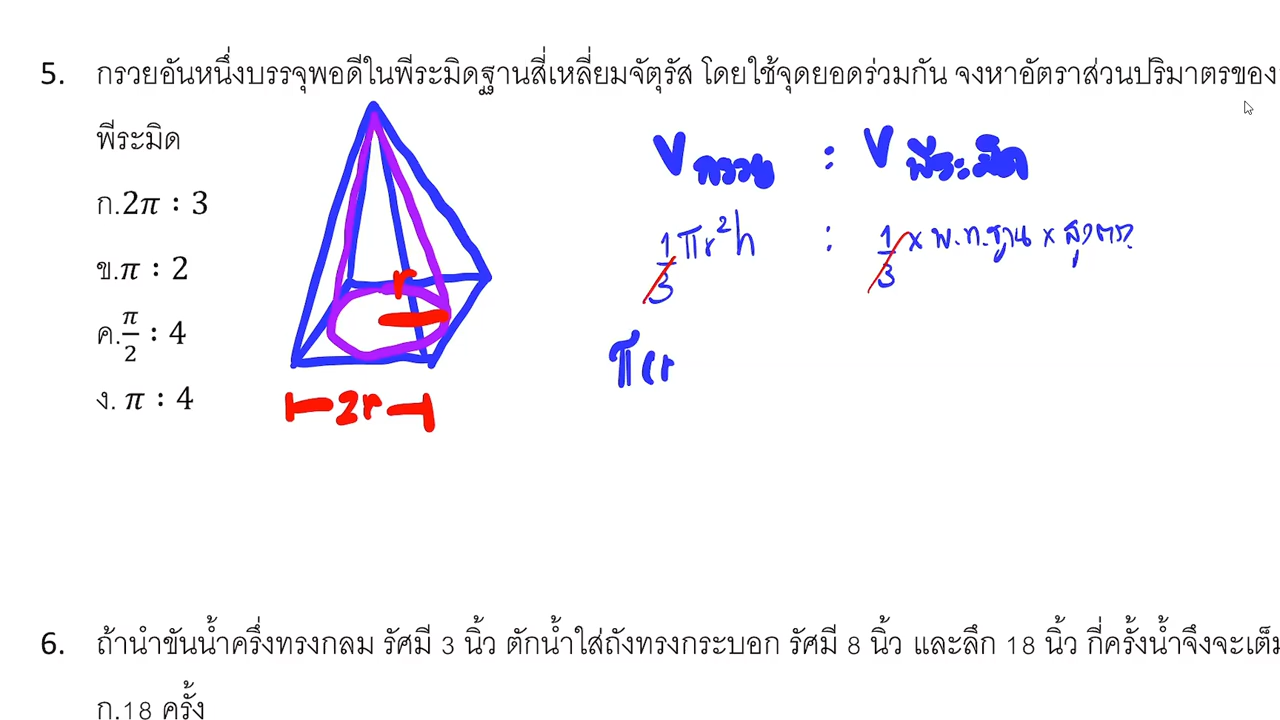 5. กรวยอันหนึ่งบรรจุพอดีในพีระมิดฐานสี่เหลี่ยมจัตุรัส โดยใช้จุดยอดร่วมกัน จงหาอัตราส่วนปริมาตรของ
พีระมิด
ก.2π : 3
ข.π : 2
ค.π/2 : 4
ง. π : 4
r
2r
V กรวย : V พีระมิด
1/3 πr²h : 1/3 × พ.ท.ฐาน × สูงตรง
π(r
6. ถ้านำขันน้ำครึ่งทรงกลม รัศมี 3 นิ้ว ตักน้ำใส่ถังทรงกระบอก รัศมี 8 นิ้ว และลึก 18 นิ้ว กี่ครั้งน้ำจึงจะเต็ม
ก.18 ครั้ง